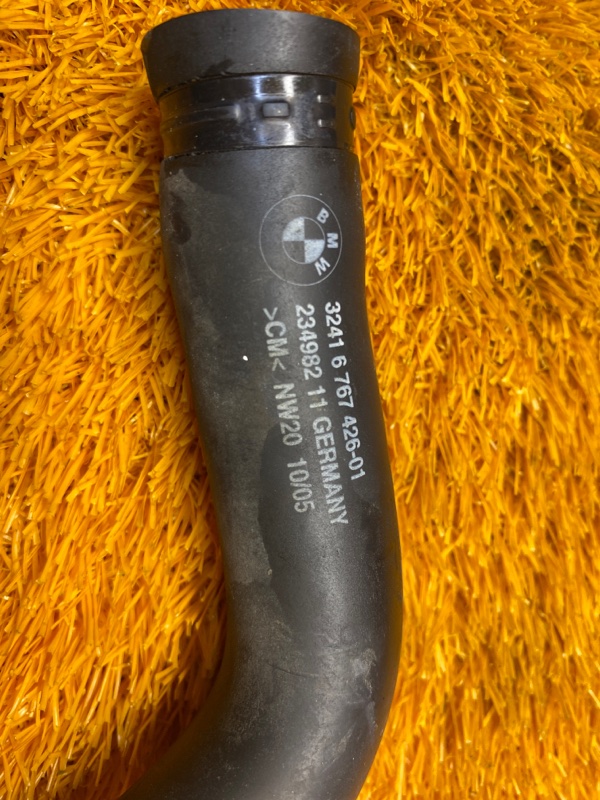 BMW
3241 6 767 426-01
234982 11 GERMANY
>CM< NW20 10/05